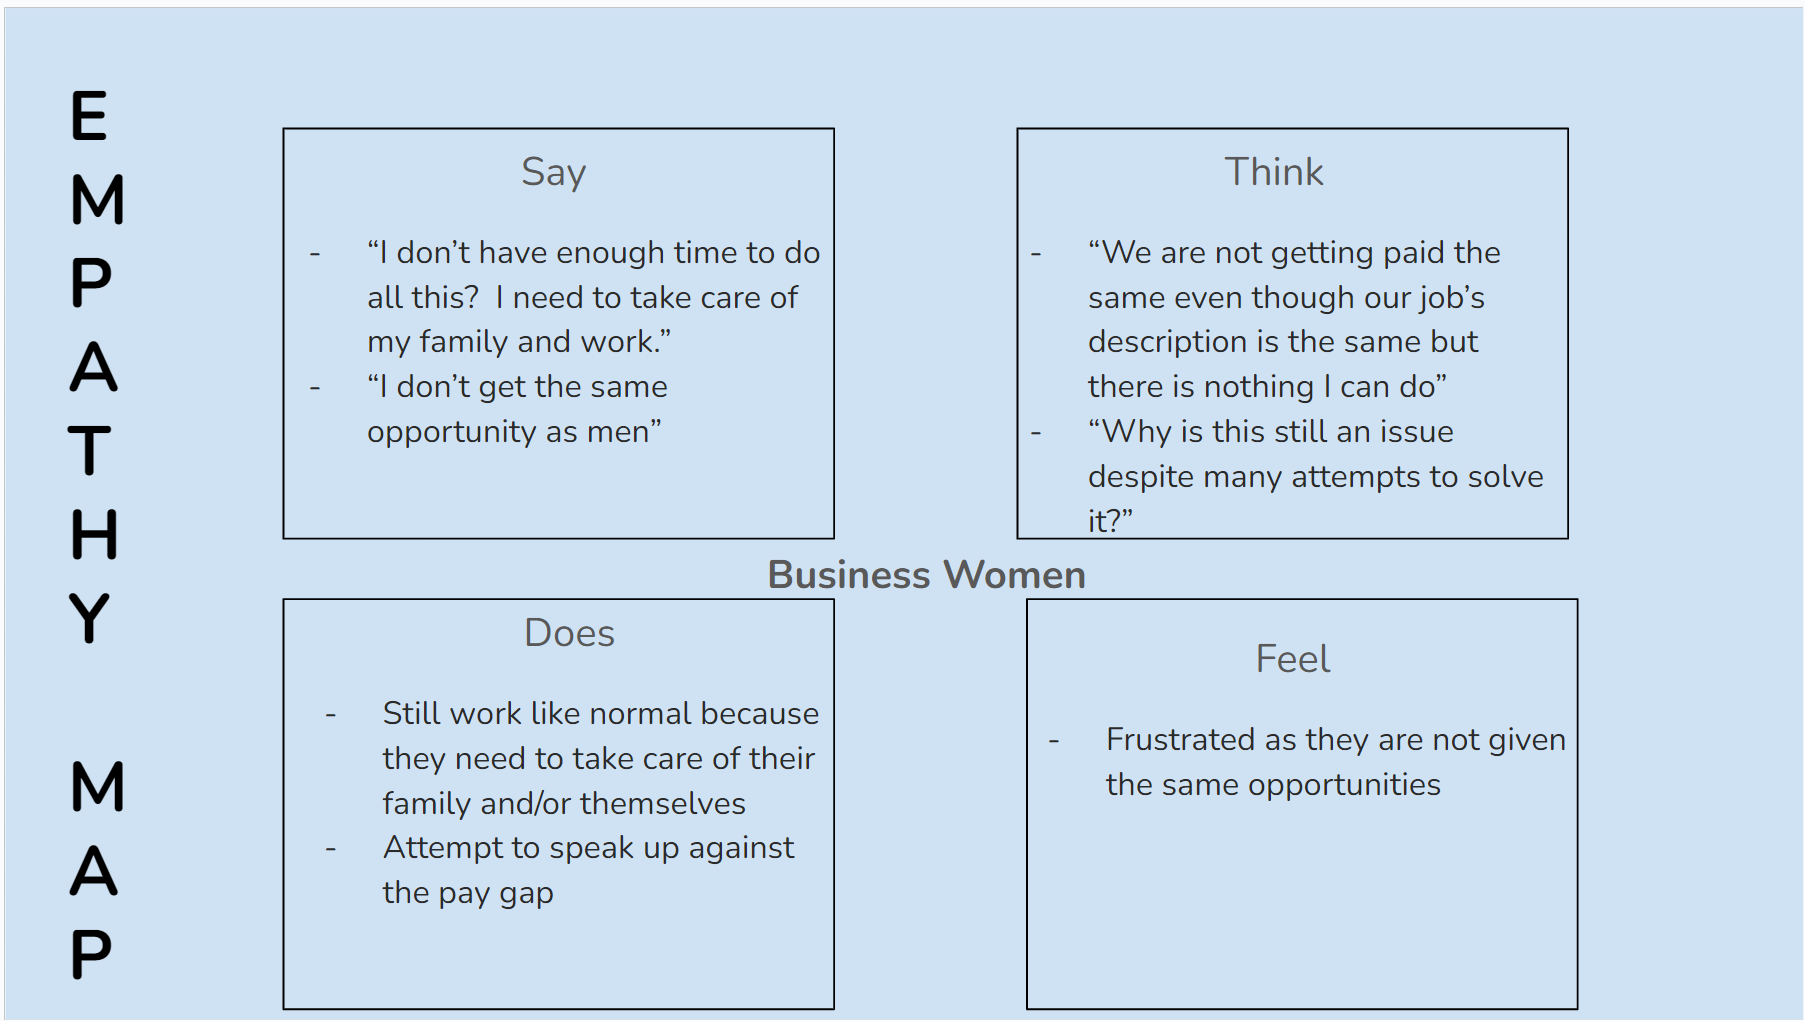 EMPATHY MAP
Say
- “I don’t have enough time to do
all this?  I need to take care of
my family and work.”
- “I don’t get the same
opportunity as men”
Think
- “We are not getting paid the
same even though our job’s
description is the same but
there is nothing I can do”
- “Why is this still an issue
despite many attempts to solve
it?”
Business Women
Does
- Still work like normal because
they need to take care of their
family and/or themselves
- Attempt to speak up against
the pay gap
Feel
- Frustrated as they are not given
the same opportunities